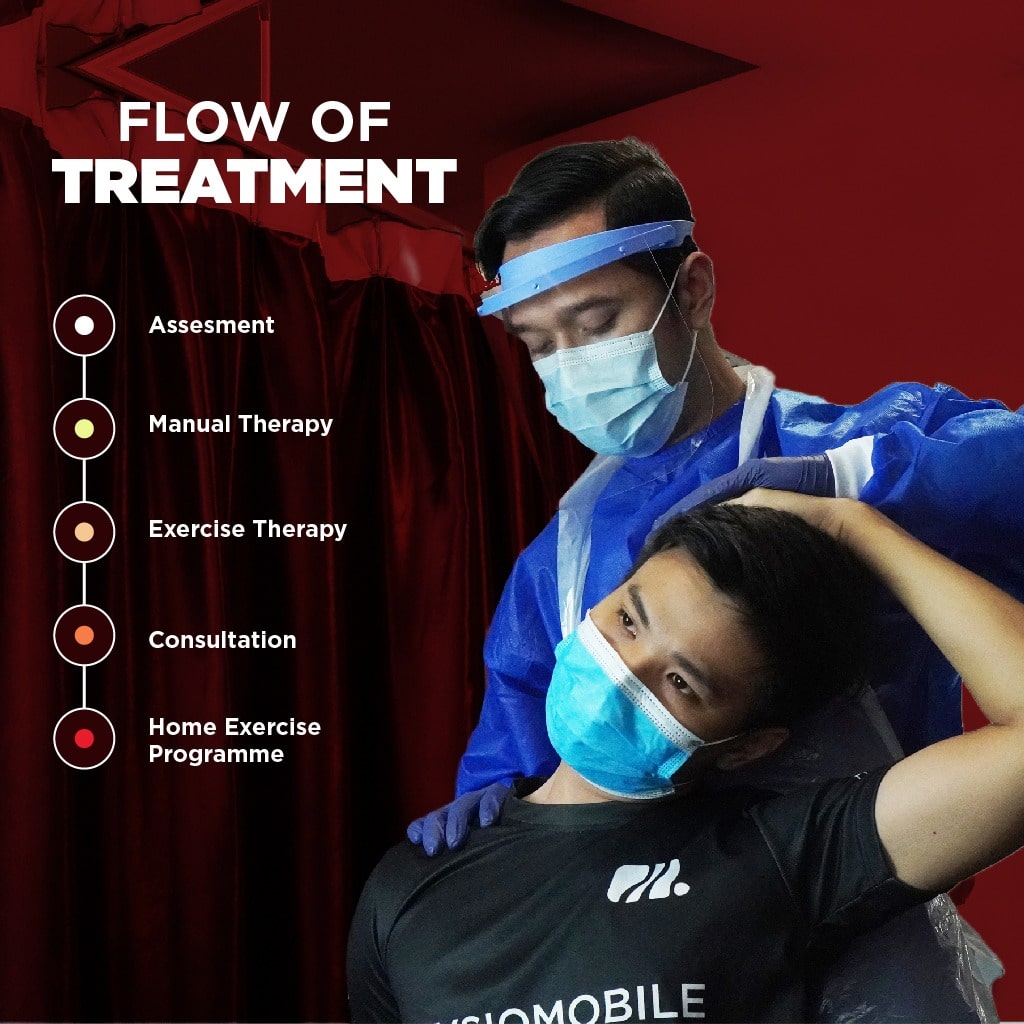 FLOW OF
TREATMENT
Assesment
Manual Therapy
Exercise Therapy
Consultation
Home Exercise
Programme